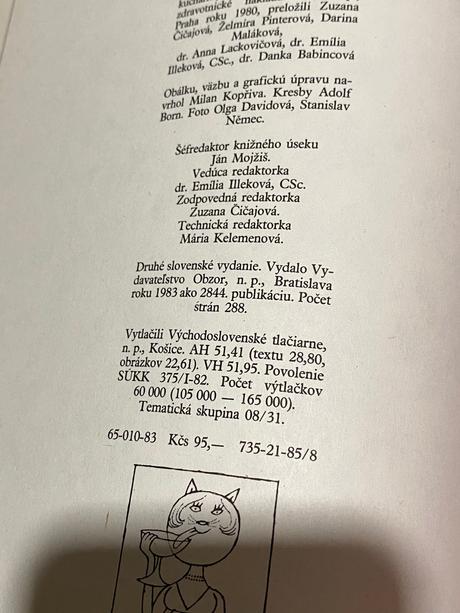 zdravotnické
Praha roku 1980, preložili Zuzana
Čičajová, Želmíra Pinterová, Darina
Maláková,
dr. Anna Lackovičová, dr. Emília
Illeková, CSc., dr. Danka Babincová
Obálku, väzbu a grafickú úpravu na-
vrhol Milan Kopřiva. Kresby Adolf
Born. Foto Olga Davidová, Stanislav
Němec.
Šéfredaktor knižného úseku
Ján Mojžiš.
Vedúca redaktorka
dr. Emília Illeková, CSc.
Zodpovedná redaktorka
Zuzana Čičajová.
Technická redaktorka
Mária Kelemenová.
Druhé slovenské vydanie. Vydalo Vy-
davateľstvo Obzor, n. p., Bratislava
roku 1983 ako 2844. publikáciu. Počet
strán 288.
Vytlačili Východoslovenské tlačiarne,
n. p., Košice. AH 51,41 (textu 28,80,
obrázkov 22,61). VH 51,95. Povolenie
SÚKK 375/I-82. Počet výtlačkov
60 000 (105 000 — 165 000).
Tematická skupina 08/31.
65-010-83 Kčs 95,— 735-21-85/8